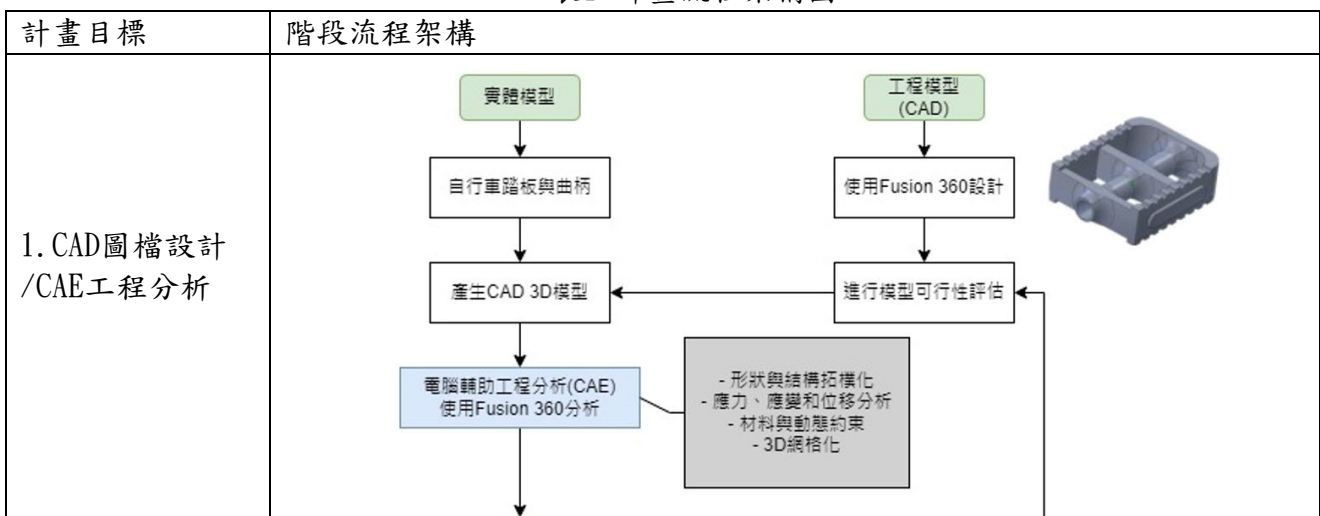 計畫目標
階段流程架構
1.CAD圖檔設計
/CAE工程分析
實體模型
工程模型
(CAD)
自行車踏板與曲柄
使用Fusion 360設計
產生CAD 3D模型
進行模型可行性評估
電腦輔助工程分析(CAE)
使用Fusion 360分析
- 形狀與結構拓樸化
- 應力、應變和位移分析
- 材料與動態約束
- 3D網格化